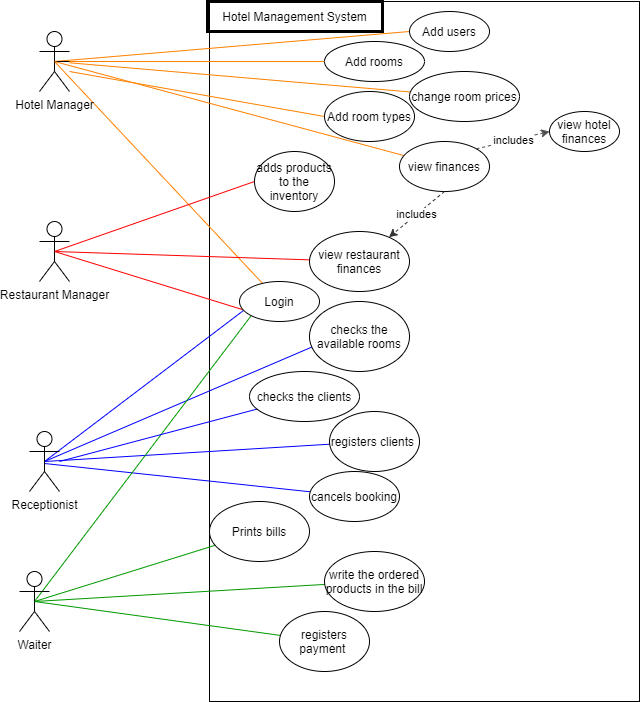 Hotel Management System
Add users
Add rooms
Hotel Manager
change room prices
Add room types
view hotel
finances
includes
view finances
adds products
to the
inventory
includes
Restaurant Manager
view restaurant
finances
Login
checks the
available rooms
checks the clients
registers clients
Receptionist
cancels booking
Prints bills
write the ordered
products in the bill
Waiter
registers
payment